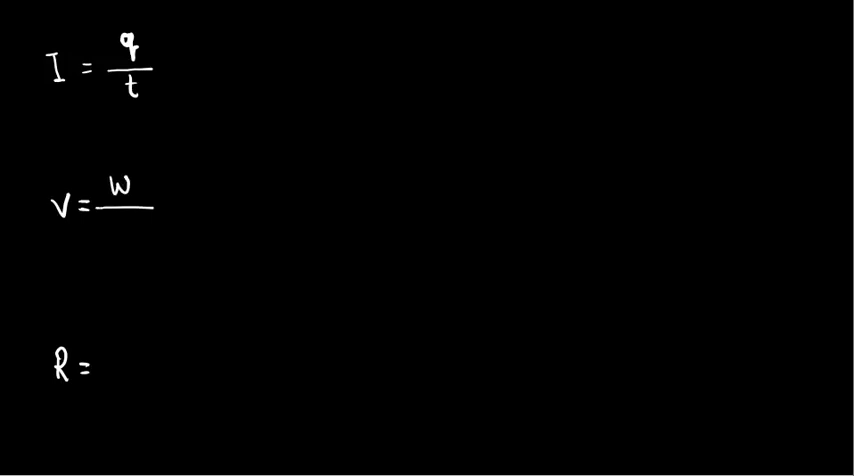 I = q/t
V = W/
R =